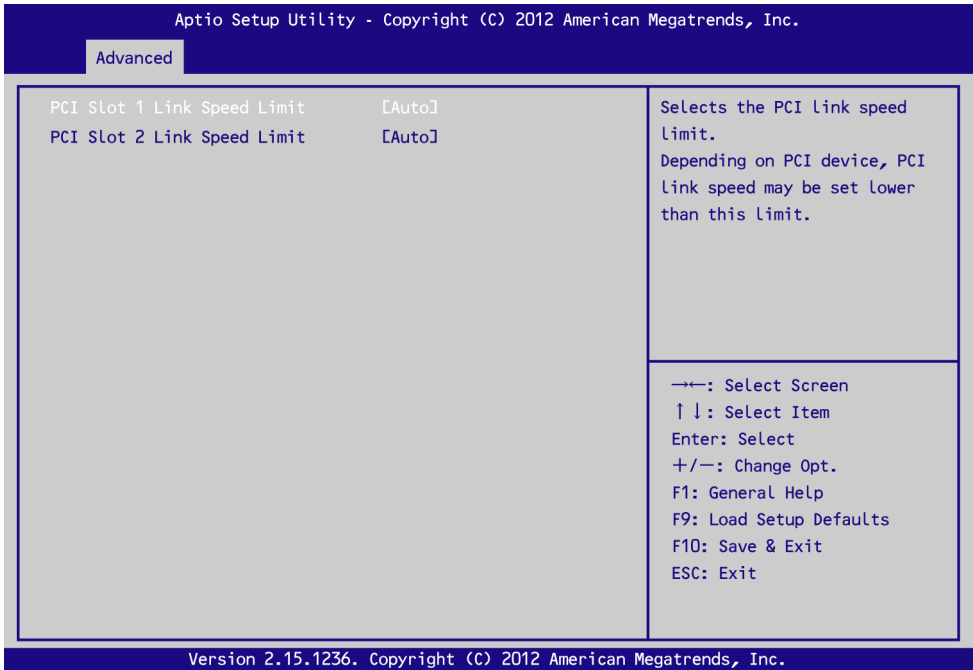 Aptio Setup Utility - Copyright (C) 2012 American Megatrends, Inc.
Advanced
PCI Slot 1 Link Speed Limit [Auto]
PCI Slot 2 Link Speed Limit [Auto]
Selects the PCI link speed
limit.
Depending on PCI device, PCI
link speed may be set lower
than this limit.
→←: Select Screen
↑↓: Select Item
Enter: Select
+/-: Change Opt.
F1: General Help
F9: Load Setup Defaults
F10: Save & Exit
ESC: Exit
Version 2.15.1236. Copyright (C) 2012 American Megatrends, Inc.